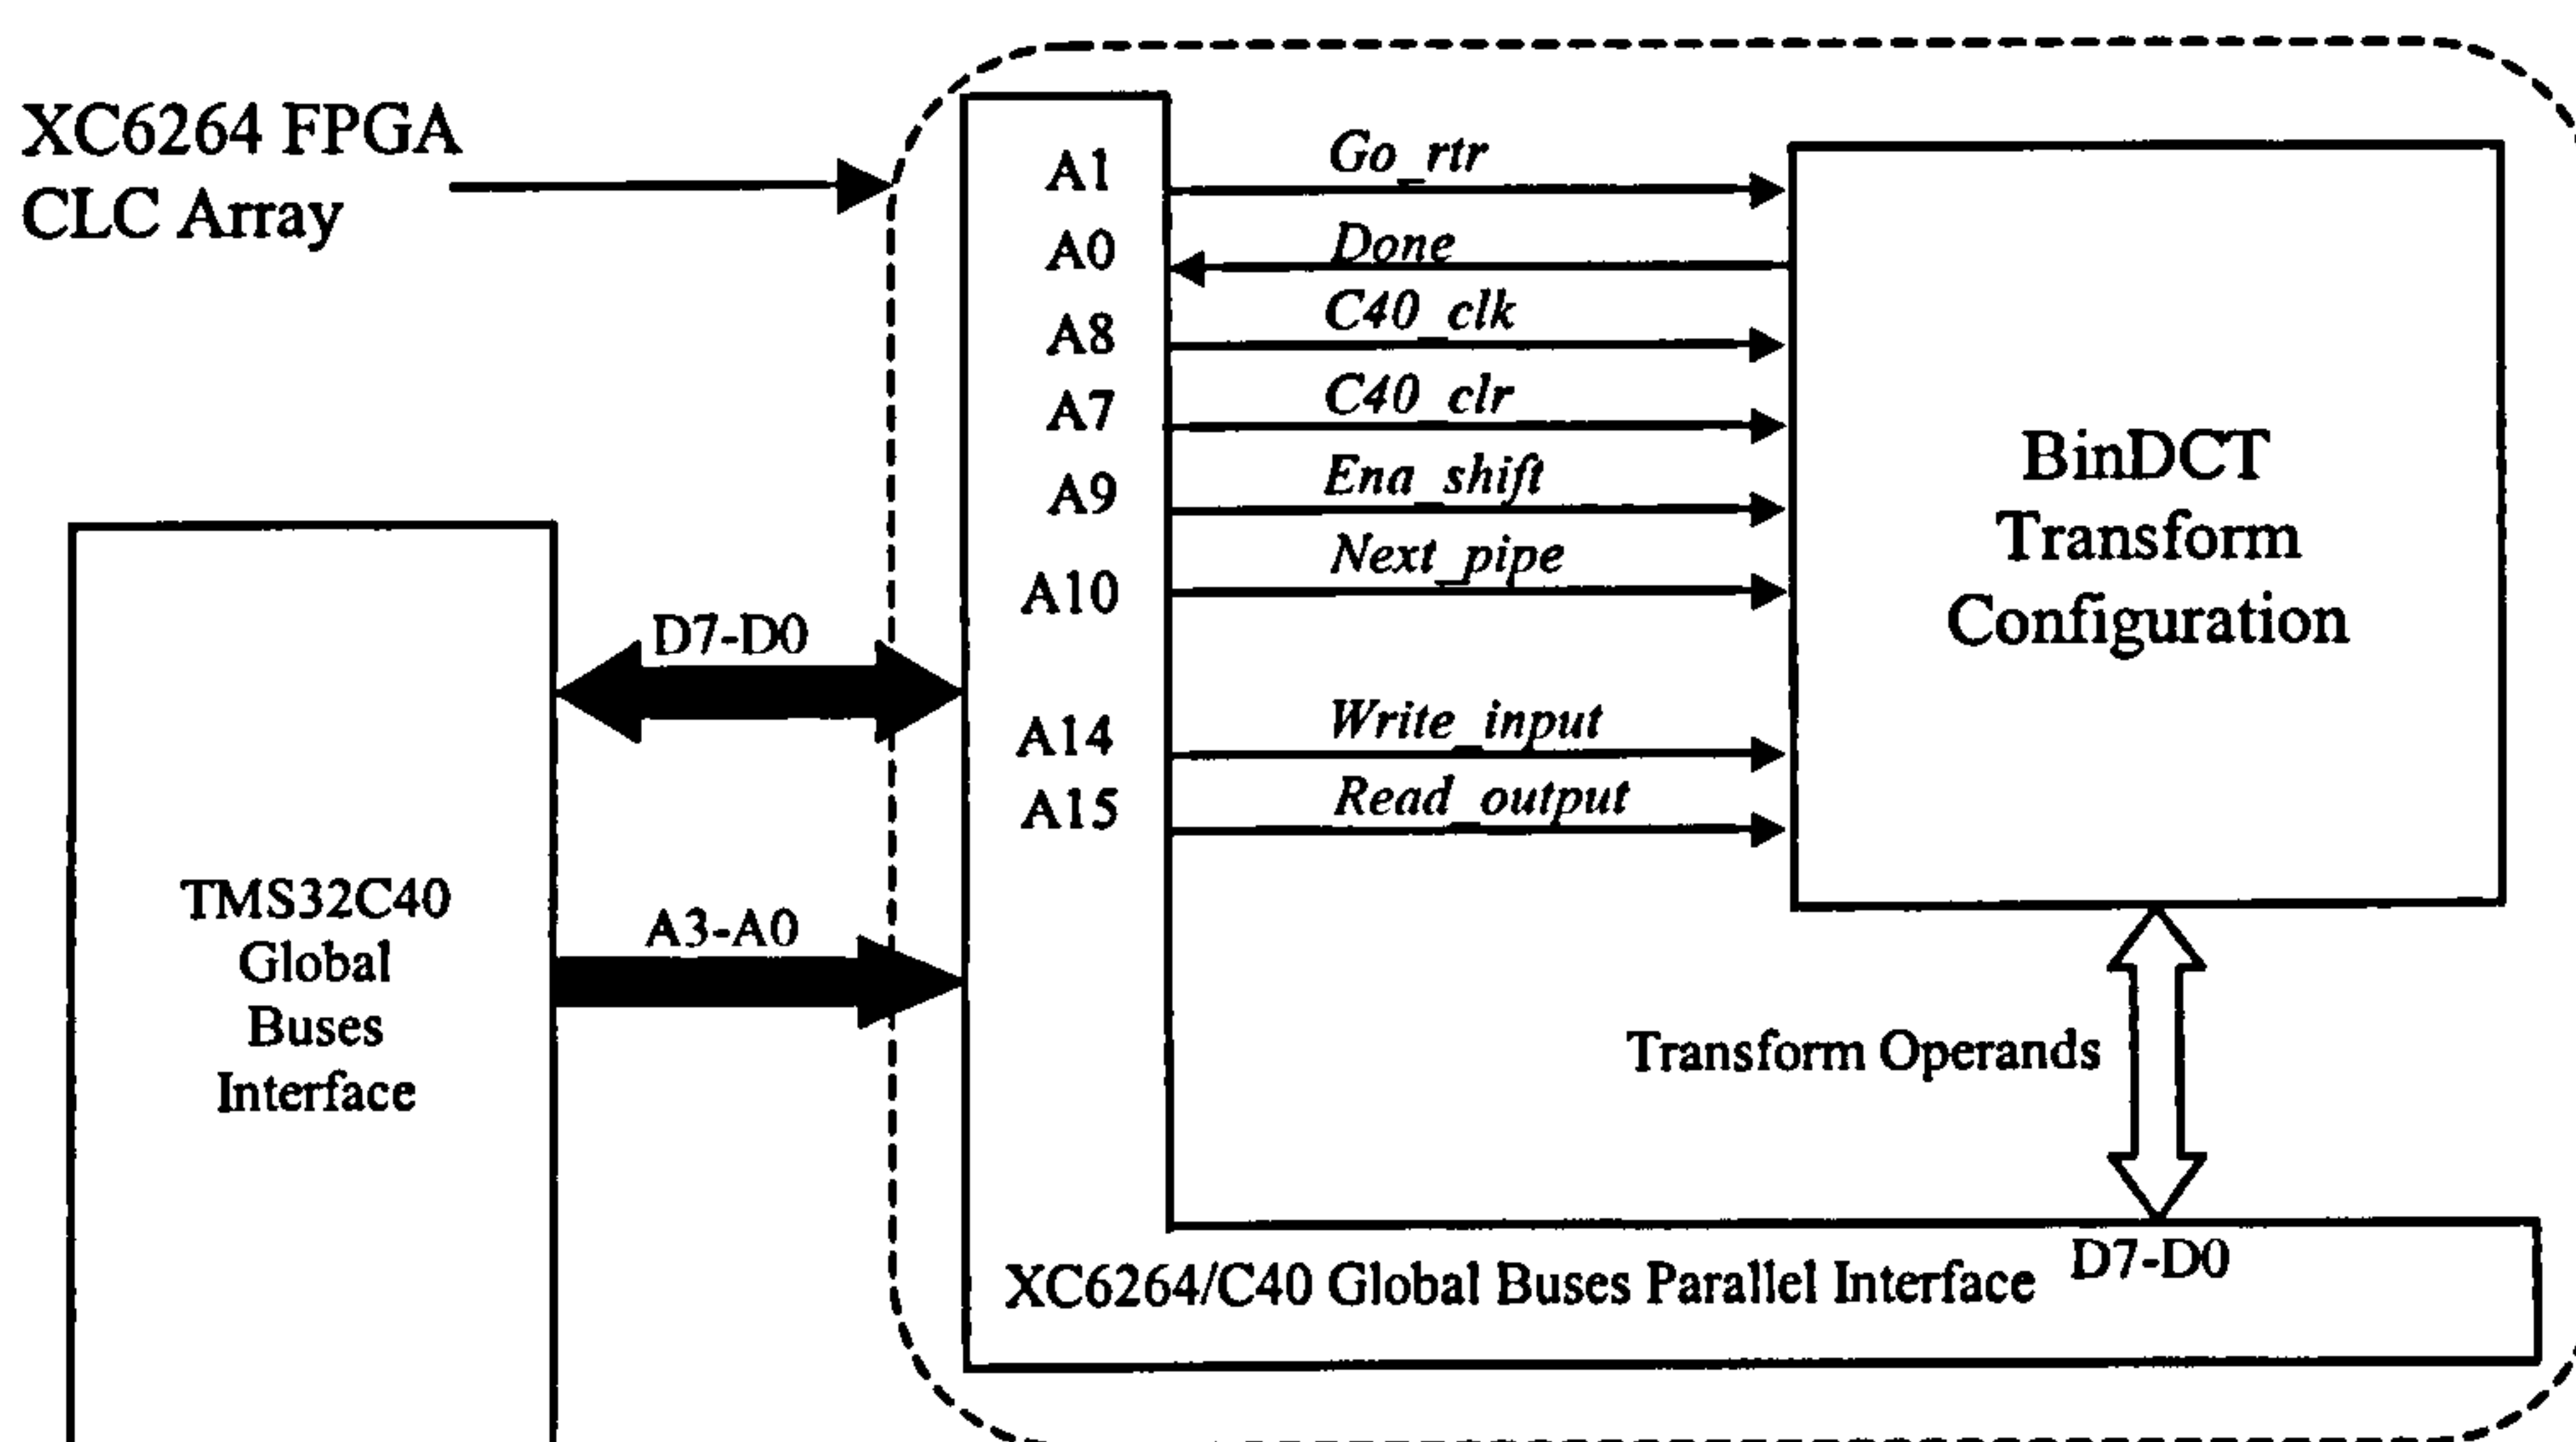 XC6264 FPGA
CLC Array
A1
Go_rtr
A0
Done
A8
C40_clk
A7
C40_clr
A9
Ena_shift
A10
Next_pipe
A14
Write_input
A15
Read_output
BinDCT
Transform
Configuration
D7-D0
A3-A0
TMS32C40
Global
Buses
Interface
Transform Operands
XC6264/C40 Global Buses Parallel Interface
D7-D0